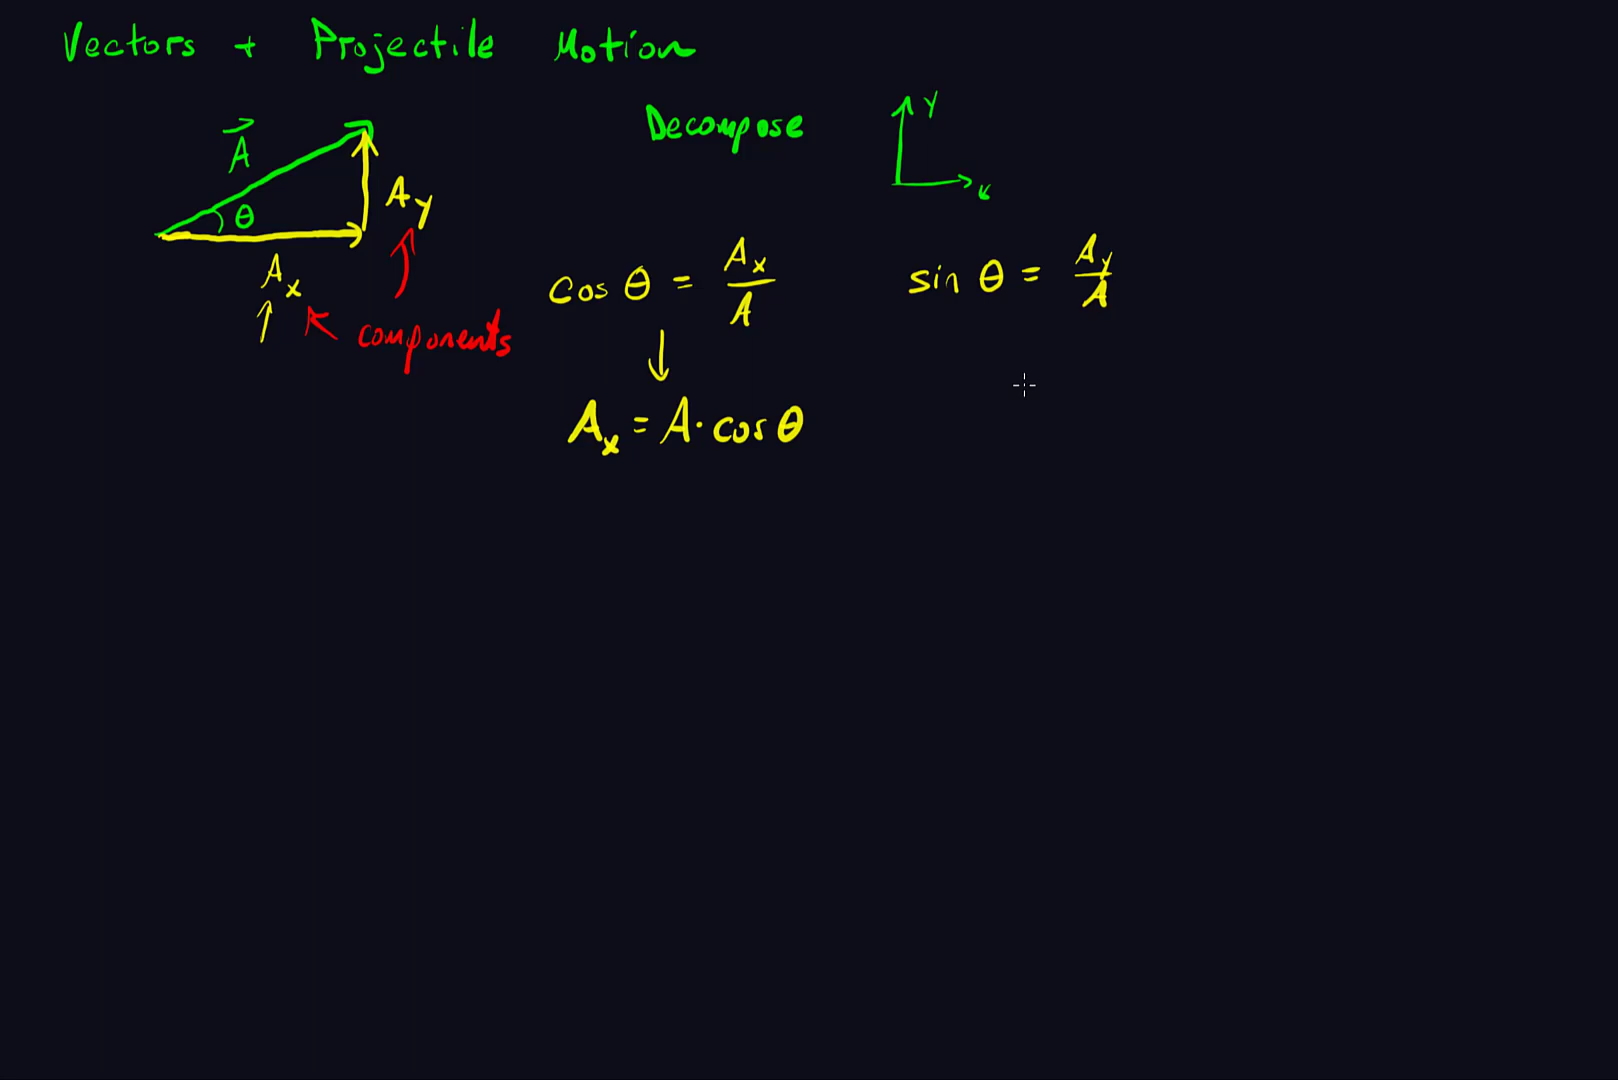 Vectors + Projectile Motion
Decompose
Y
x
A
θ
Ay
Ax
components
cos θ = Ax/A
sin θ = Ay/A
Ax = A · cos θ